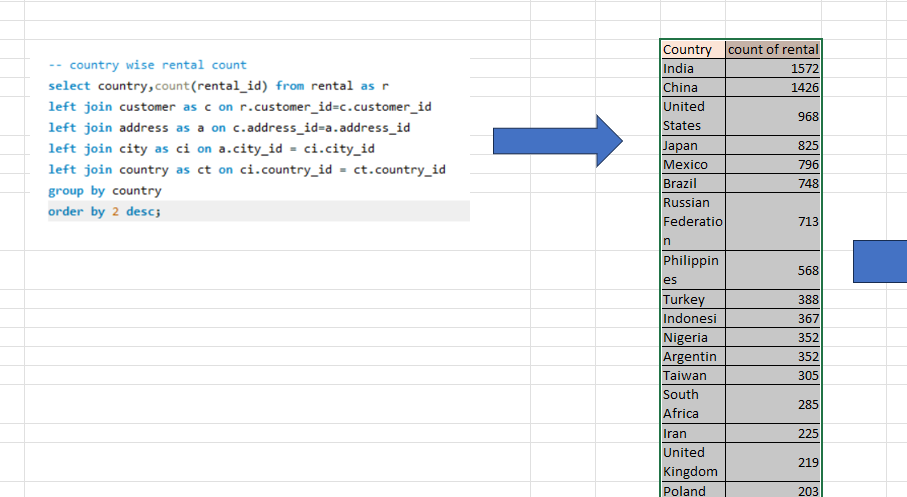 -- country wise rental count
select country,count(rental_id) from rental as r
left join customer as c on r.customer_id=c.customer_id
left join address as a on c.address_id=a.address_id
left join city as ci on a.city_id = ci.city_id
left join country as ct on ci.country_id = ct.country_id
group by country
order by 2 desc;
Country count of rental
India 1572
China 1426
United
States 968
Japan 825
Mexico 796
Brazil 748
Russian
Federatio 713
n
Philippin
es 568
Turkey 388
Indonesi 367
Nigeria 352
Argentin 352
Taiwan 305
South
Africa 285
Iran 225
United
Kingdom 219
Poland 203